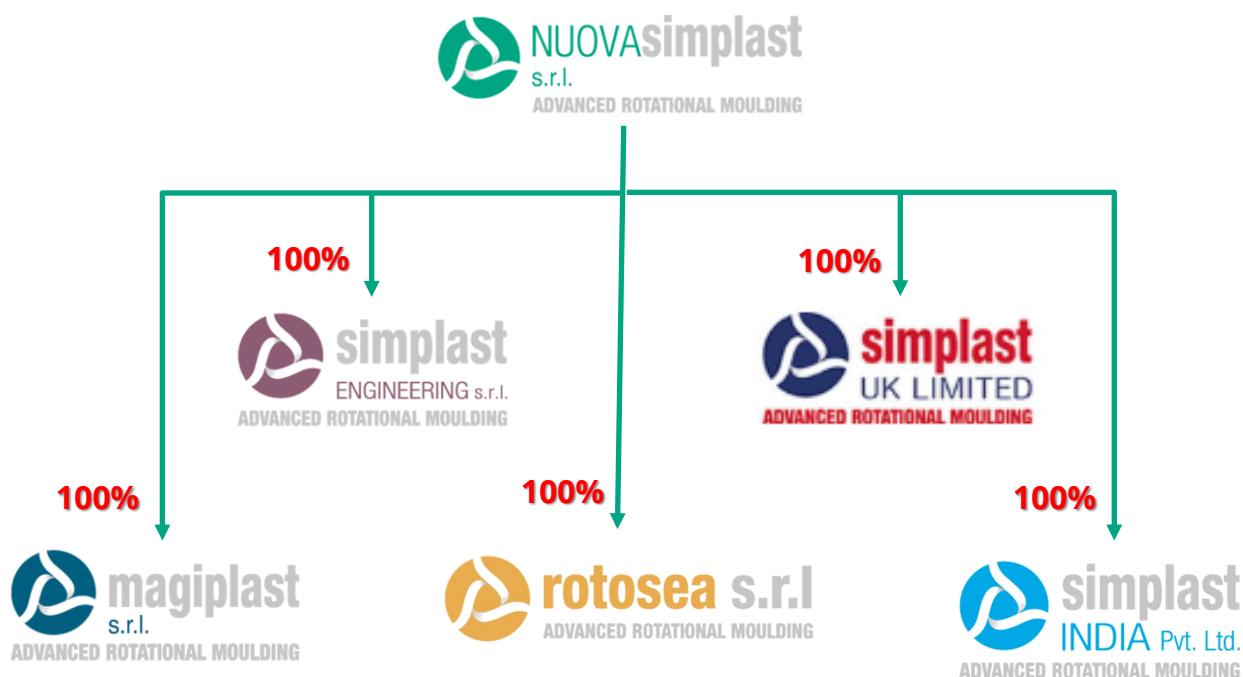 NUOVAsimplast
s.r.l.
ADVANCED ROTATIONAL MOULDING
100%
100%
simplast
ENGINEERING s.r.l.
ADVANCED ROTATIONAL MOULDING
simplast
UK LIMITED
ADVANCED ROTATIONAL MOULDING
100%
100%
100%
magiplast
s.r.l.
ADVANCED ROTATIONAL MOULDING
rotosea s.r.l
ADVANCED ROTATIONAL MOULDING
simplast
INDIA Pvt. Ltd.
ADVANCED ROTATIONAL MOULDING